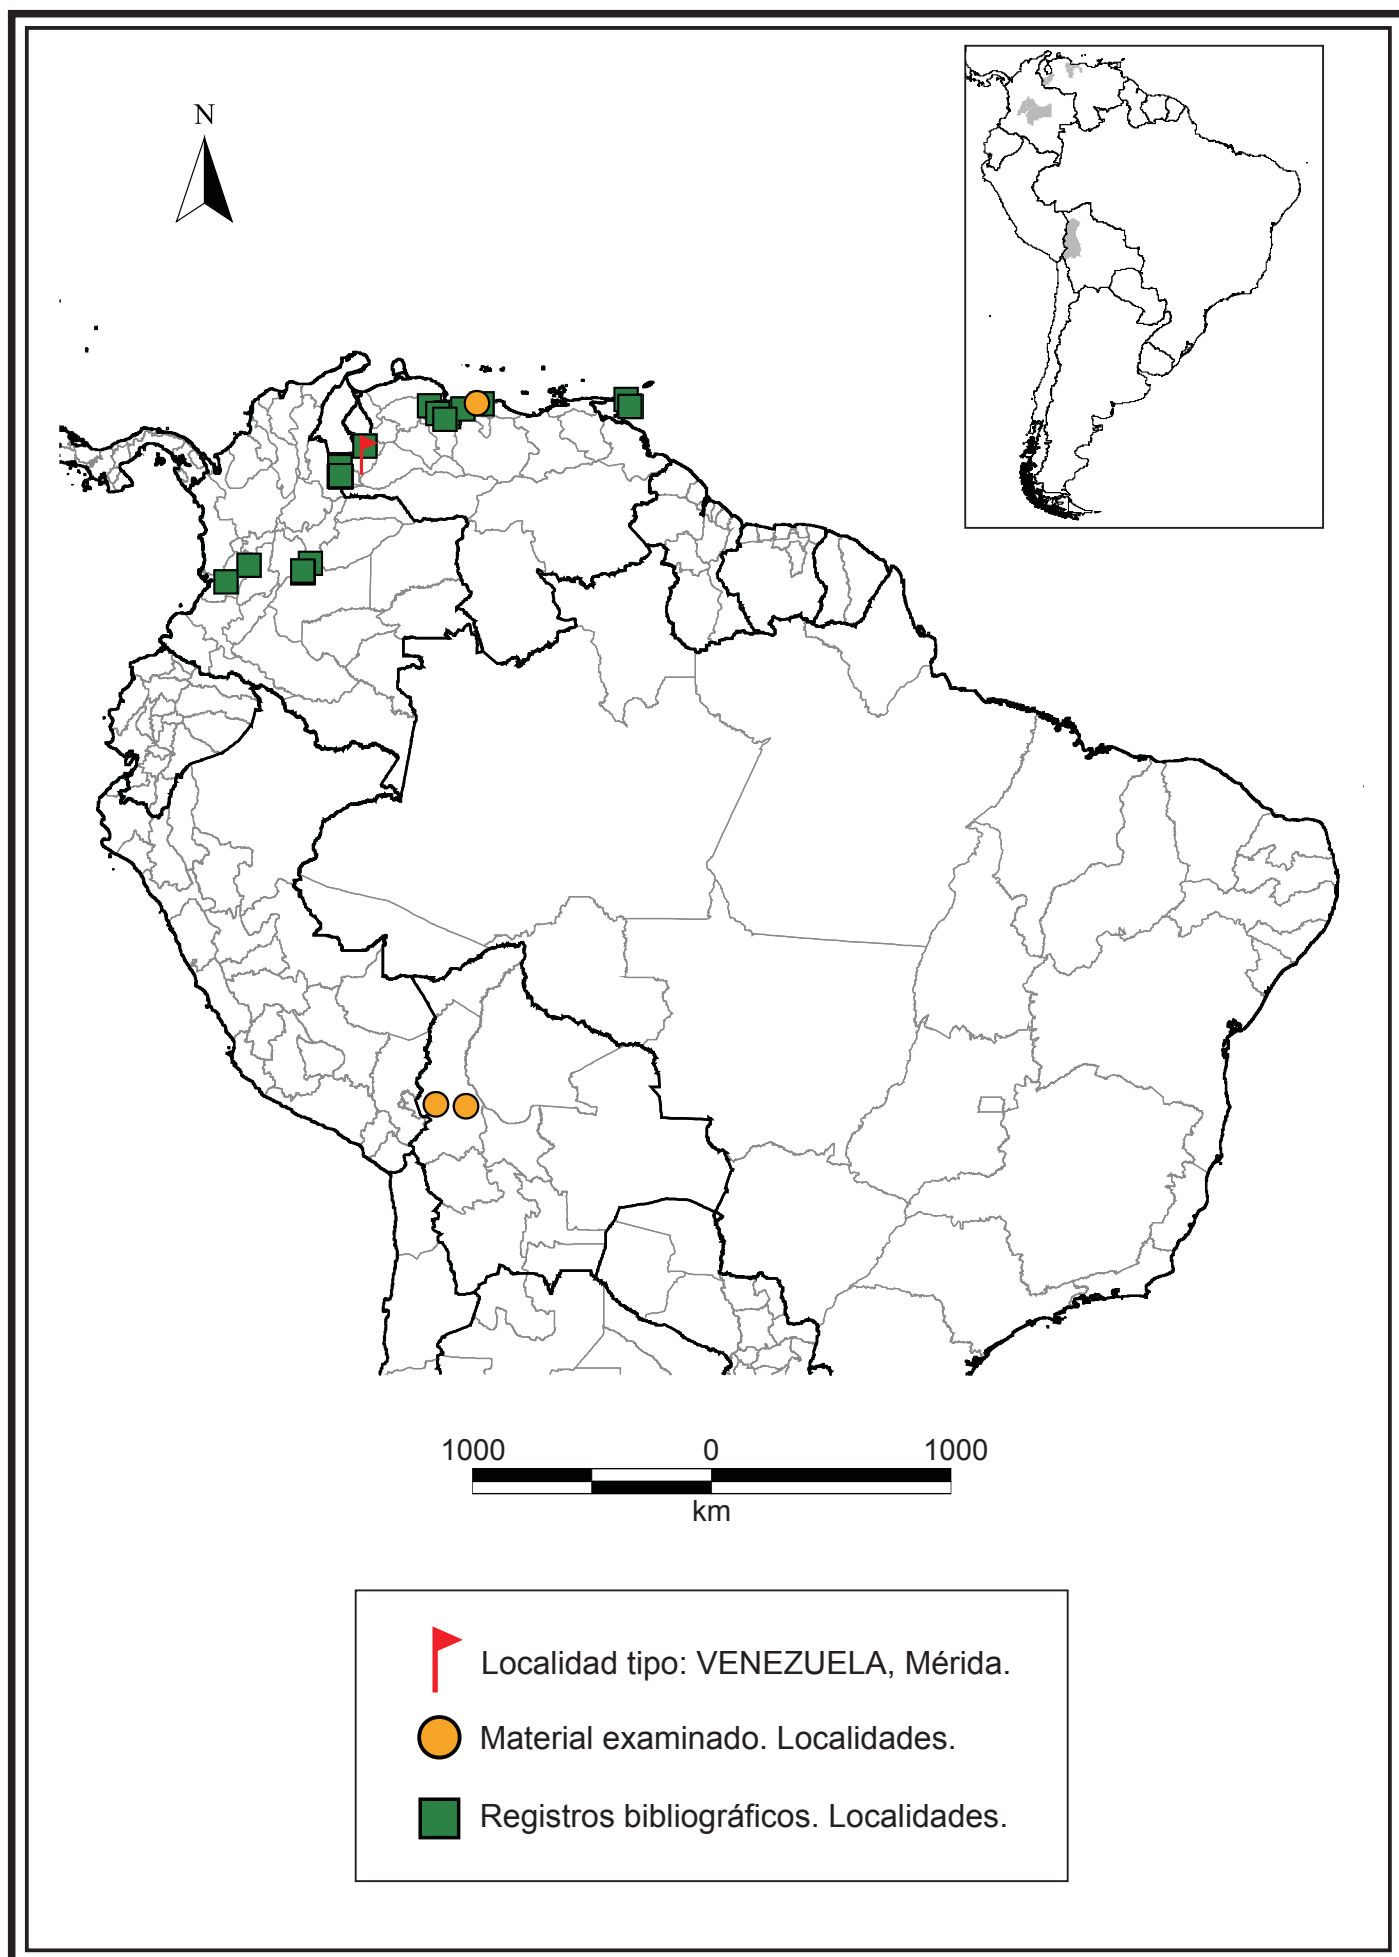 N
1000 0 1000
km
Localidad tipo: VENEZUELA, Mérida.
Material examinado. Localidades.
Registros bibliográficos. Localidades.